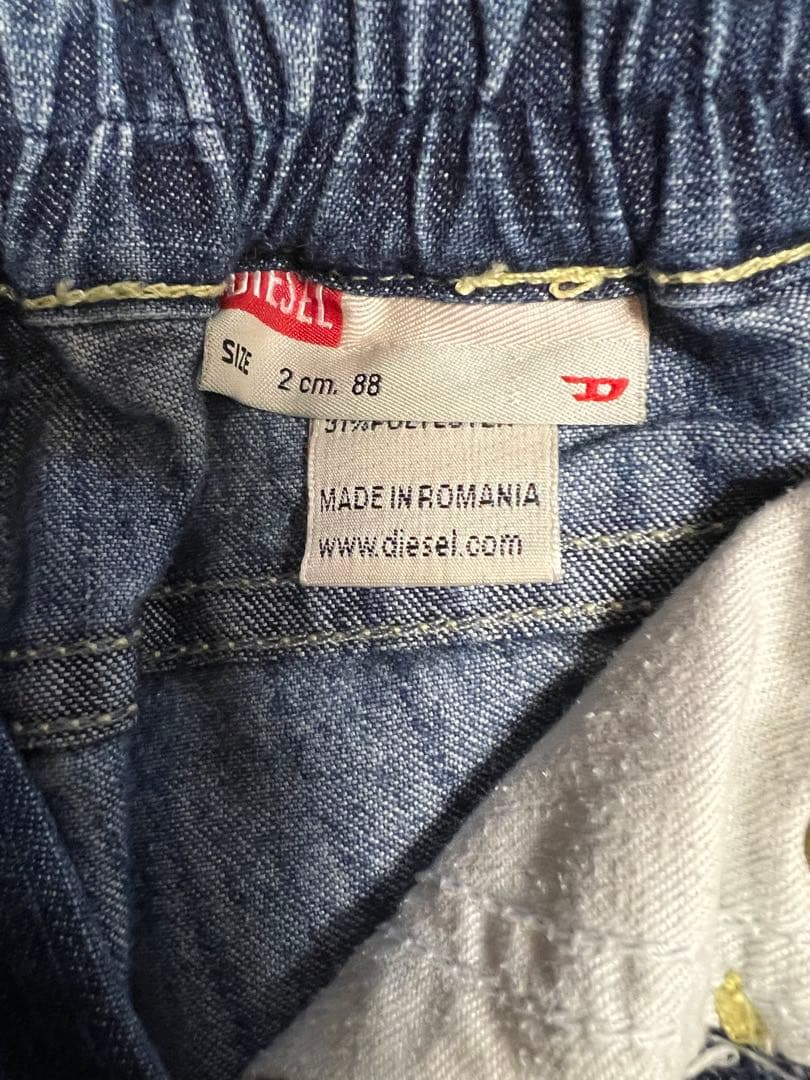 DIESEL
SIZE 2 cm. 88
D
MADE IN ROMANIA
www.diesel.com